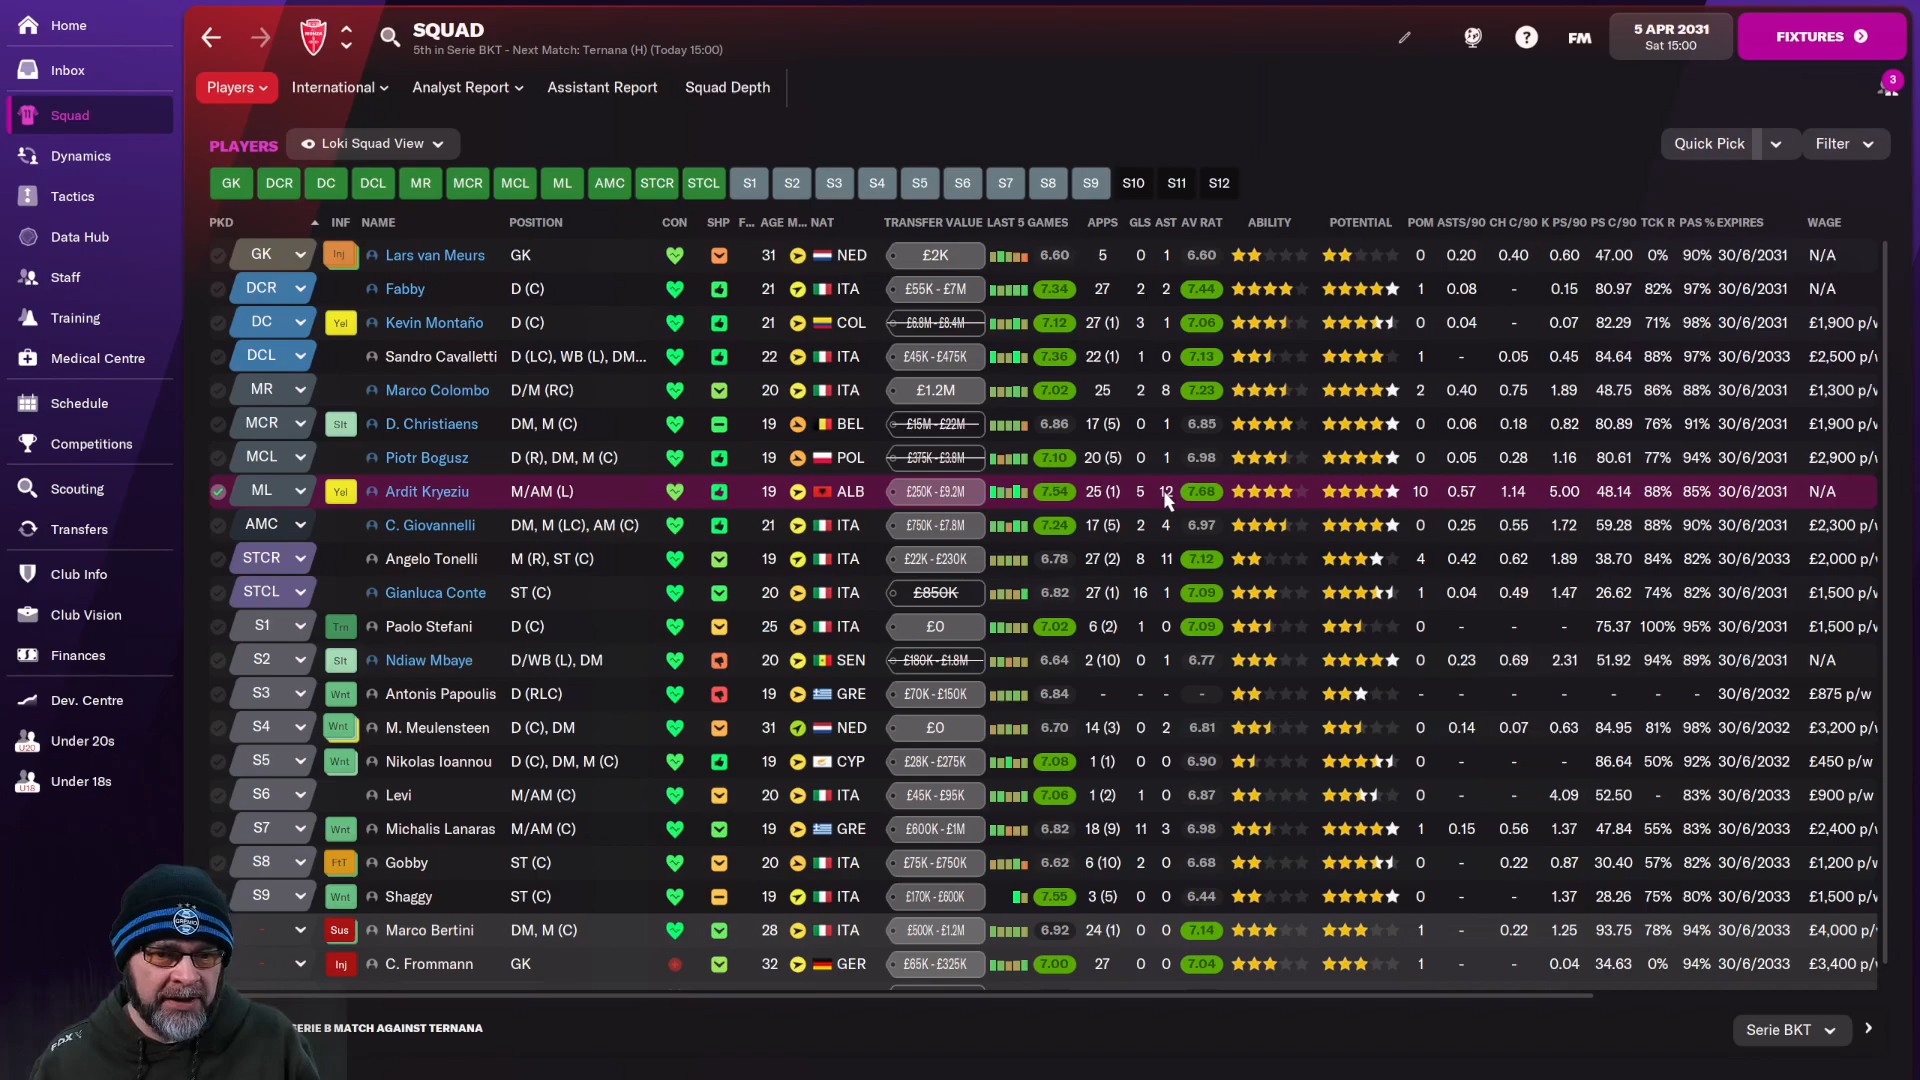 Home
Inbox
Squad
Dynamics
Tactics
Data Hub
Staff
Training
Medical Centre
Schedule
Competitions
Scouting
Transfers
Club Info
Club Vision
Finances
Dev. Centre
Under 20s
Under 18s
SQUAD
5th in Serie BKT - Next Match: Ternana (H) (Today 15:00)
FM
5 APR 2031
Sat 15:00
FIXTURES
3
Players International Analyst Report Assistant Report Squad Depth
PLAYERS Loki Squad View Quick Pick Filter
GK DCR DC DCL MR MCR MCL ML AMC STCR STCL S1 S2 S3 S4 S5 S6 S7 S8 S9 S10 S11 S12
PKD INF NAME POSITION CON SHP F... AGE M... NAT TRANSFER VALUE LAST 5 GAMES APPS GLS AST AV RAT ABILITY POTENTIAL POM ASTS/90 CH C/90 K PS/90 PS C/90 TCK R PAS % EXPIRES WAGE
GK Inj Lars van Meurs GK 31 NED £2K 6.60 5 0 1 6.60 0 0.20 0.40 0.60 47.00 0% 90% 30/6/2031 N/A
DCR Fabby D (C) 21 ITA £55K - £7M 7.34 27 2 2 7.44 1 0.08 - 0.15 80.97 82% 97% 30/6/2031 N/A
DC Yel Kevin Montaño D (C) 21 COL £6.8M - £8.4M 7.12 27 (1) 3 1 7.06 0 0.04 - 0.07 82.29 71% 98% 30/6/2031 £1,900 p/w
DCL Sandro Cavalletti D (LC), WB (L), DM... 22 ITA £45K - £475K 7.36 22 (1) 1 0 7.13 1 - 0.05 0.45 84.64 88% 97% 30/6/2033 £2,500 p/w
MR Marco Colombo D/M (RC) 20 ITA £1.2M 7.02 25 2 8 7.23 2 0.40 0.75 1.89 48.75 86% 88% 30/6/2031 £1,300 p/w
MCR Slt D. Christiaens DM, M (C) 19 BEL £15M - £22M 6.86 17 (5) 0 1 6.85 0 0.06 0.18 0.82 80.89 76% 91% 30/6/2031 £1,900 p/w
MCL Piotr Bogusz D (R), DM, M (C) 19 POL £375K - £3.8M 7.10 20 (5) 0 1 6.98 0 0.05 0.28 1.16 80.61 77% 94% 30/6/2031 £2,900 p/w
ML Yel Ardit Kryeziu M/AM (L) 19 ALB £250K - £9.2M 7.54 25 (1) 5 12 7.68 10 0.57 1.14 5.00 48.14 88% 85% 30/6/2031 N/A
AMC C. Giovannelli DM, M (LC), AM (C) 21 ITA £750K - £7.8M 7.24 17 (5) 2 4 6.97 0 0.25 0.55 1.72 59.28 88% 90% 30/6/2031 £2,300 p/w
STCR Angelo Tonelli M (R), ST (C) 19 ITA £22K - £230K 6.78 27 (2) 8 11 7.12 4 0.42 0.62 1.89 38.70 84% 82% 30/6/2033 £2,000 p/w
STCL Gianluca Conte ST (C) 20 ITA £850K 6.82 27 (1) 16 1 7.09 1 0.04 0.49 1.47 26.62 74% 82% 30/6/2031 £1,500 p/w
S1 Trn Paolo Stefani D (C) 25 ITA £0 7.02 6 (2) 1 0 7.09 0 - - - 75.37 100% 95% 30/6/2031 £1,500 p/w
S2 Slt Ndiaw Mbaye D/WB (L), DM 20 SEN £180K - £1.8M 6.64 2 (10) 0 1 6.77 0 0.23 0.69 2.31 51.92 94% 89% 30/6/2031 N/A
S3 Wnt Antonis Papoulis D (RLC) 19 GRE £70K - £150K 6.84 - - - - - - - - - - - 30/6/2032 £875 p/w
S4 Wnt M. Meulensteen D (C), DM 31 NED £0 6.70 14 (3) 0 2 6.81 0 0.14 0.07 0.63 84.95 81% 98% 30/6/2031 £3,200 p/w
S5 Wnt Nikolas Ioannou D (C), DM, M (C) 19 CYP £28K - £275K 7.08 1 (1) 0 0 6.90 0 - - - 86.64 50% 92% 30/6/2033 £450 p/w
S6 Levi M/AM (C) 20 ITA £45K - £95K 7.06 1 (2) 1 0 6.87 0 - - 4.09 52.50 - 83% 30/6/2033 £900 p/w
S7 Wnt Michalis Lanaras M/AM (C) 19 GRE £600K - £1M 6.82 18 (9) 11 3 6.98 1 0.15 0.56 1.37 47.84 55% 83% 30/6/2033 £2,400 p/w
S8 FtT Gobby ST (C) 20 ITA £75K - £750K 6.62 6 (10) 2 0 6.68 0 - 0.22 0.87 30.40 57% 82% 30/6/2033 £1,200 p/w
S9 Wnt Shaggy ST (C) 19 ITA £170K - £600K 7.55 3 (5) 0 0 6.44 0 - - 1.37 28.26 75% 80% 30/6/2033 £1,500 p/w
- Sus Marco Bertini DM, M (C) 28 ITA £500K - £1.2M 6.92 24 (1) 0 0 7.14 1 - 0.22 1.25 93.75 78% 94% 30/6/2033 £4,000 p/w
- Inj C. Frommann GK 32 GER £65K - £325K 7.00 27 0 0 7.04 1 - - 0.04 34.63 0% 94% 30/6/2033 £3,400 p/w
SERIE B MATCH AGAINST TERNANA
Serie BKT